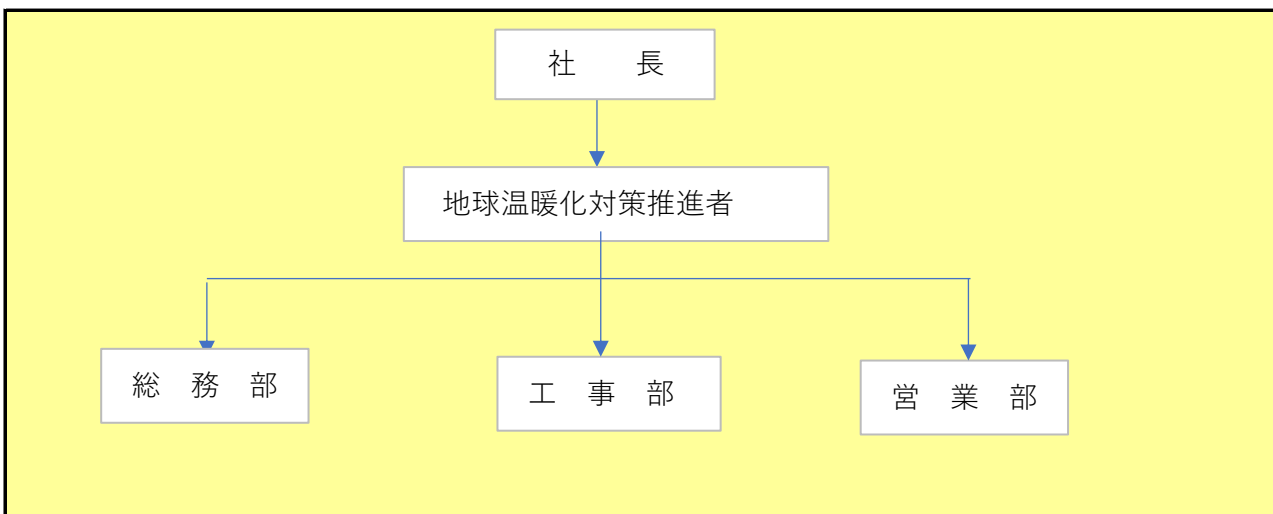 社　長
地球温暖化対策推進者
総　務　部
工　事　部
営　業　部